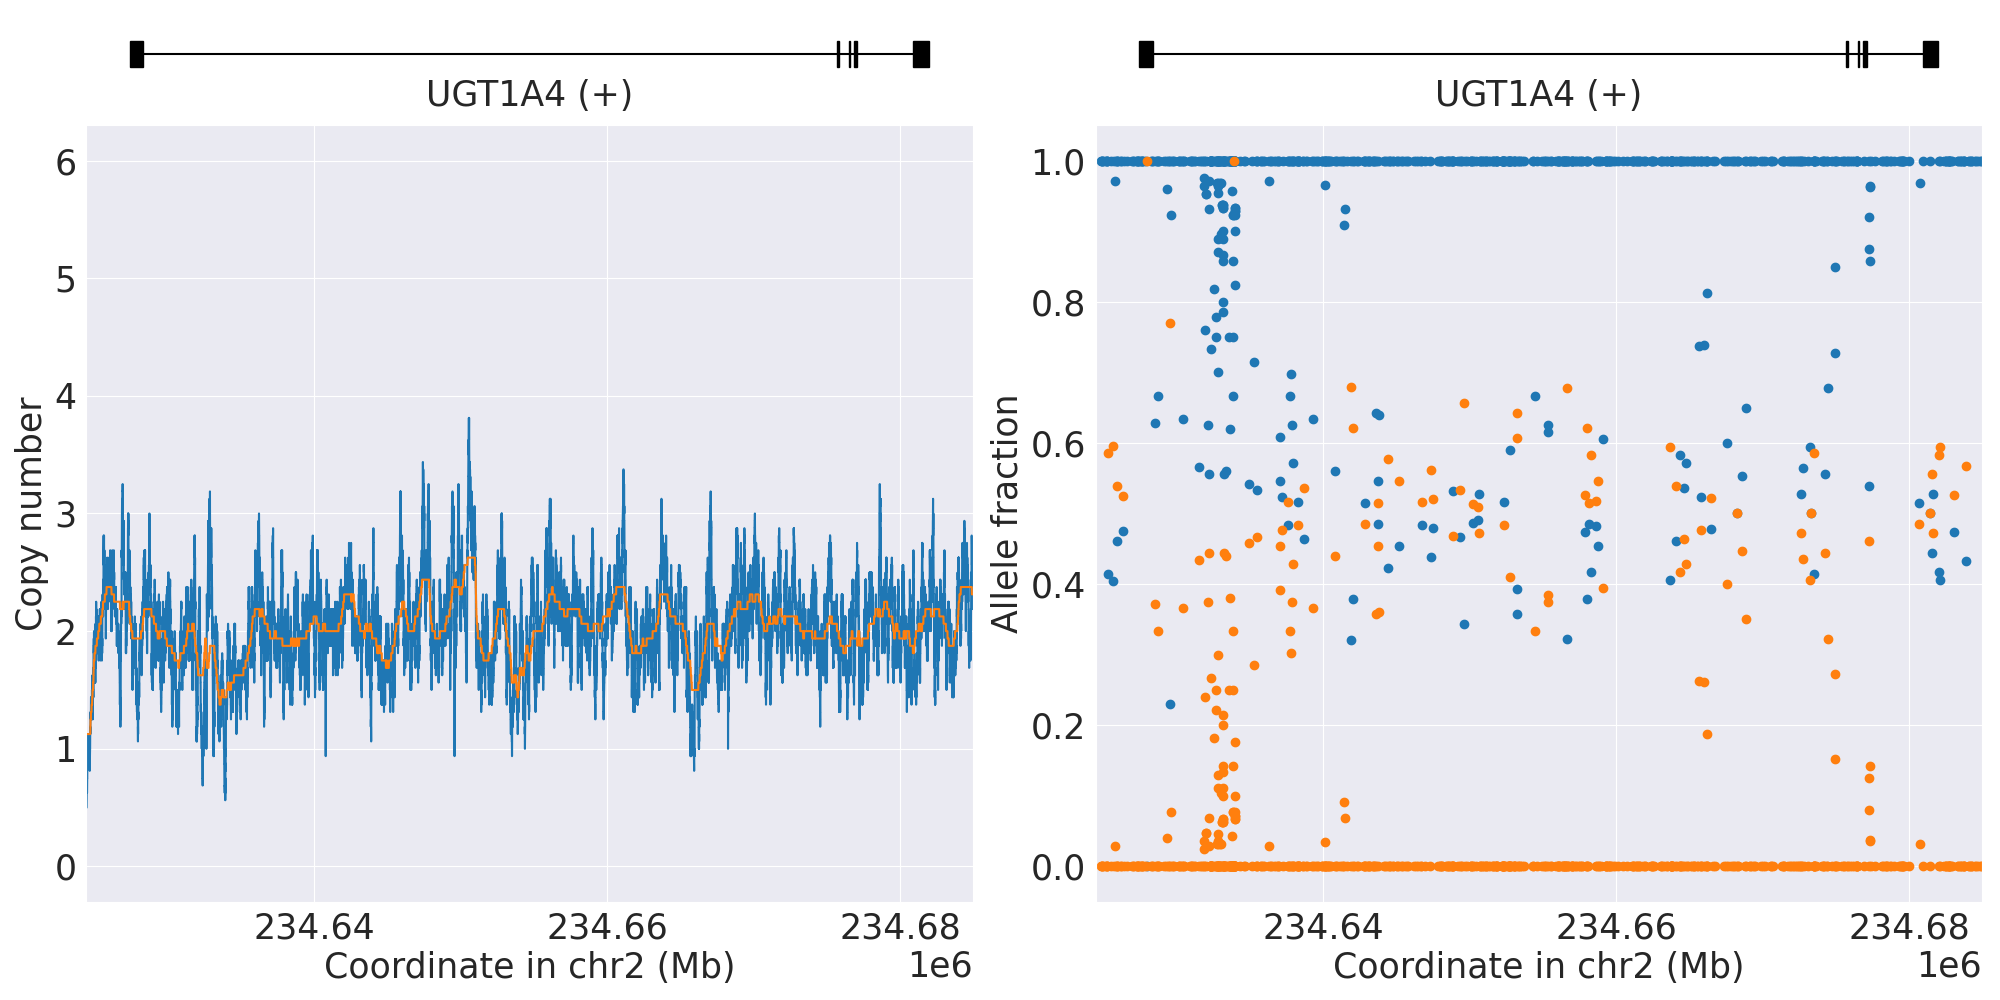 UGT1A4 (+)
6
5
4
3
2
1
0
Copy number
234.64
234.66
234.68
1e6
Coordinate in chr2 (Mb)
UGT1A4 (+)
1.0
0.8
0.6
0.4
0.2
0.0
Allele fraction
234.64
234.66
234.68
1e6
Coordinate in chr2 (Mb)